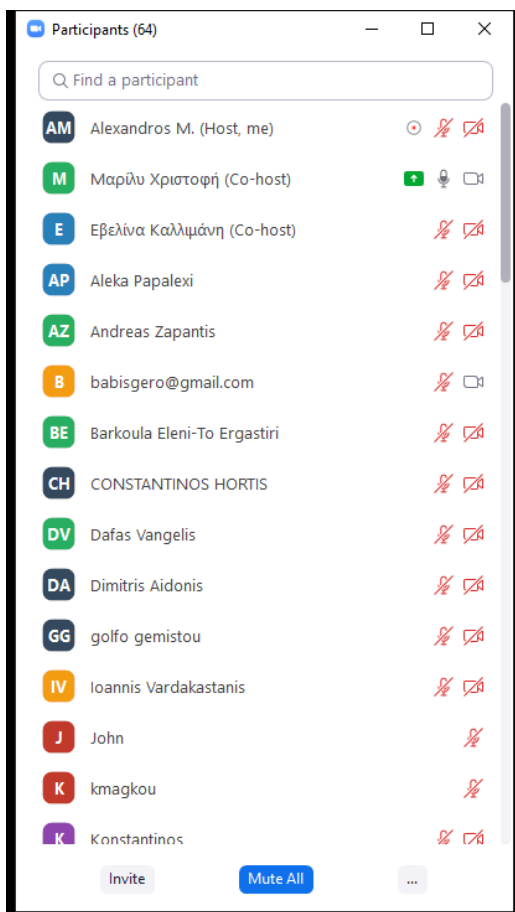 Participants (64)
Find a participant
AM Alexandros M. (Host, me)
M Μαρίλυ Χριστοφή (Co-host)
Ε Εβελίνα Καλλιμάνη (Co-host)
AP Aleka Papalexi
AZ Andreas Zapantis
B babisgero@gmail.com
BE Barkoula Eleni-To Ergastiri
CH CONSTANTINOS HORTIS
DV Dafas Vangelis
DA Dimitris Aidonis
GG golfo gemistou
IV Ioannis Vardakastanis
J John
K kmagkou
K Konstantinos
Invite Mute All ...